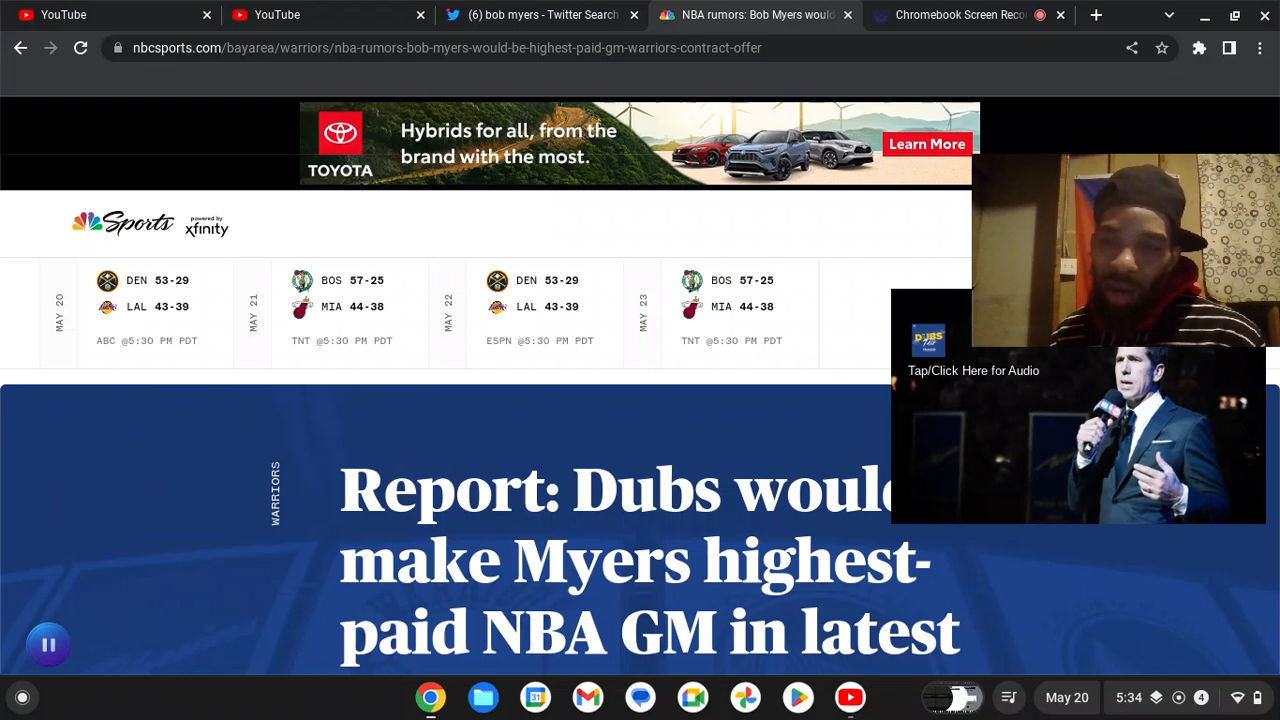 YouTube
YouTube
(6) bob myers - Twitter Search
NBA rumors: Bob Myers would
Chromebook Screen Recor
nbcsports.com/bayarea/warriors/nba-rumors-bob-myers-would-be-highest-paid-gm-warriors-contract-offer
Hybrids for all, from the
brand with the most.
TOYOTA
Learn More
Sports
powered by
xfinity
MAY 20
DEN 53-29
LAL 43-39
ABC @5:30 PM PDT
MAY 21
BOS 57-25
MIA 44-38
TNT @5:30 PM PDT
MAY 22
DEN 53-29
LAL 43-39
ESPN @5:30 PM PDT
MAY 23
BOS 57-25
MIA 44-38
TNT @5:30 PM PDT
DUBS
Talk
Tap/Click Here for Audio
WARRIORS
Report: Dubs would
make Myers highest-
paid NBA GM in latest
31
May 20
5:34
4